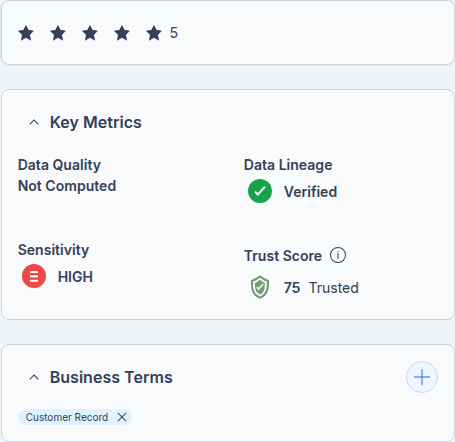 5
Key Metrics
Data Quality
Not Computed
Data Lineage
Verified
Sensitivity
HIGH
Trust Score
75 Trusted
Business Terms
Customer Record